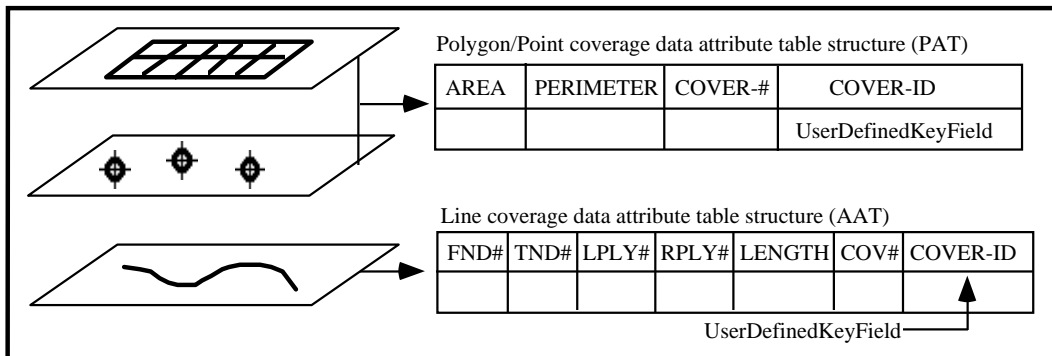 Polygon/Point coverage data attribute table structure (PAT)
AREA PERIMETER COVER-# COVER-ID
UserDefinedKeyField
Line coverage data attribute table structure (AAT)
FND# TND# LPLY# RPLY# LENGTH COV# COVER-ID
UserDefinedKeyField